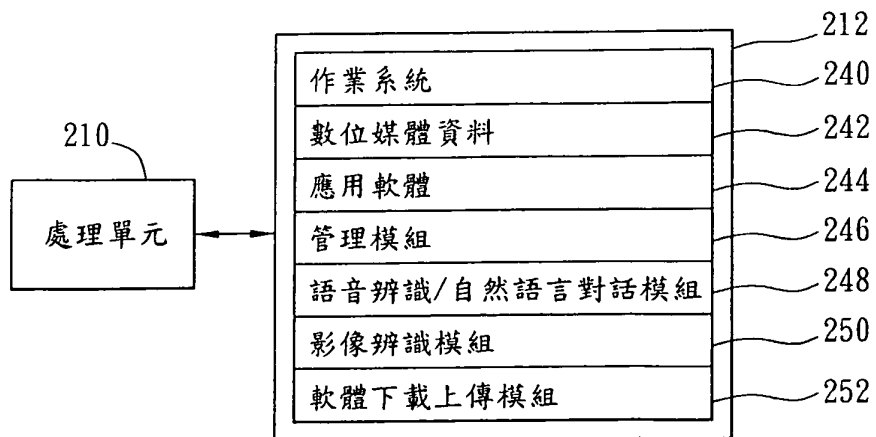 212
作業系統
240
數位媒體資料
242
210
應用軟體
244
處理單元
管理模組
246
語音辨識/自然語言對話模組
248
影像辨識模組
250
軟體下載上傳模組
252